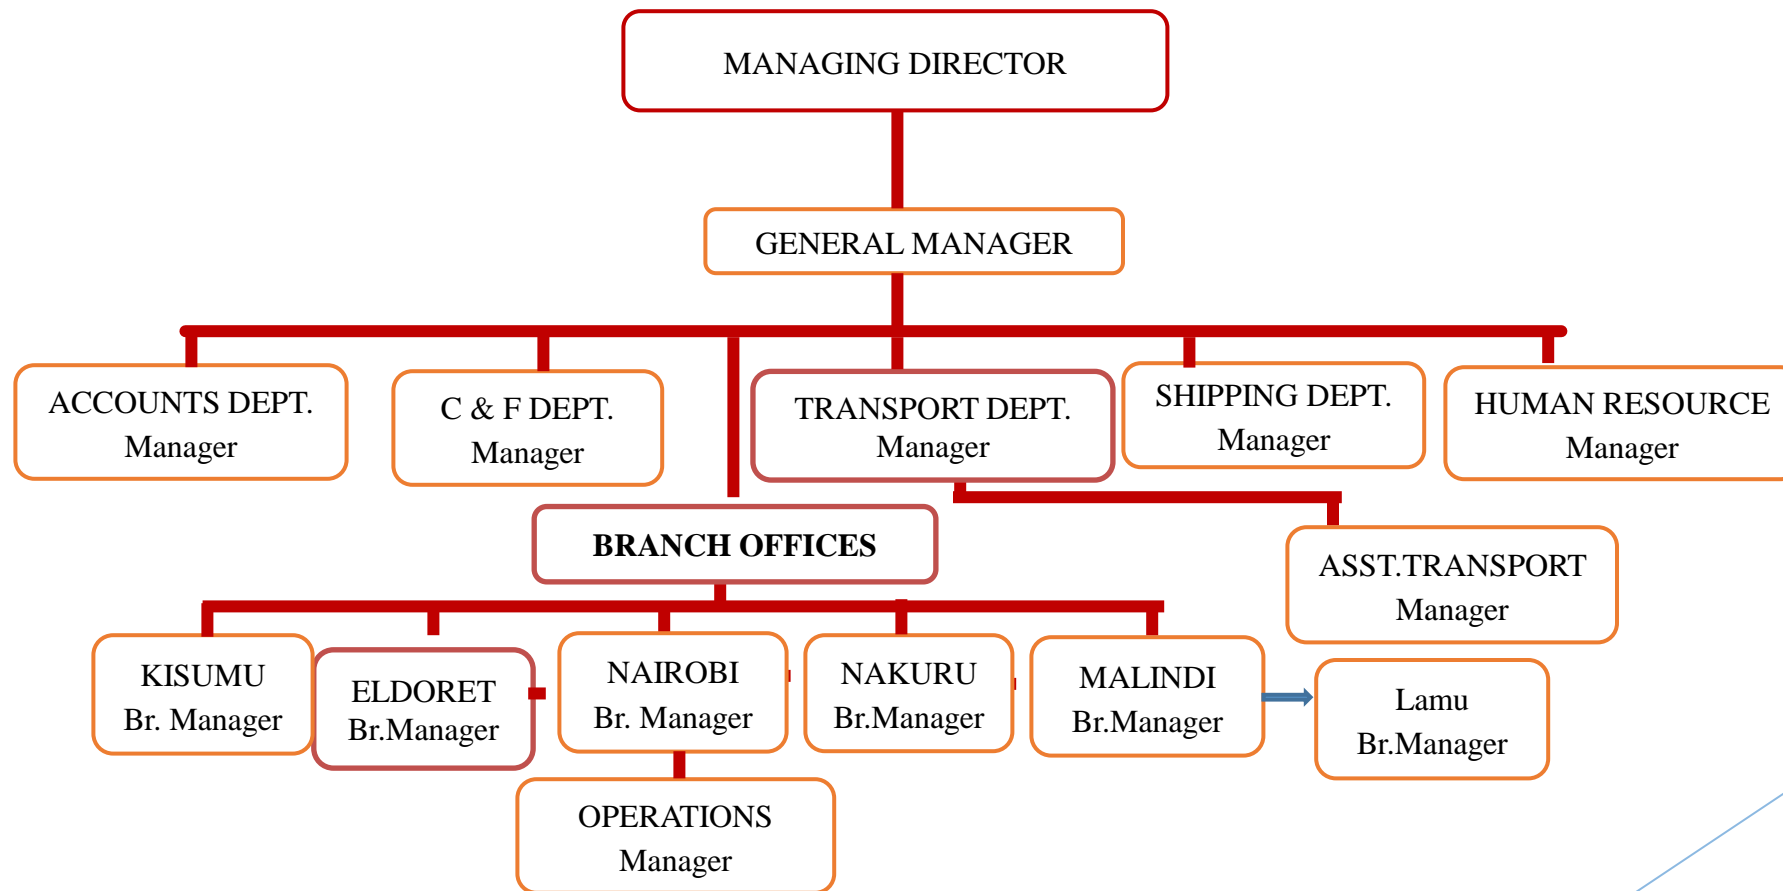 MANAGING DIRECTOR
GENERAL MANAGER
ACCOUNTS DEPT.
Manager
C & F DEPT.
Manager
TRANSPORT DEPT.
Manager
SHIPPING DEPT.
Manager
HUMAN RESOURCE
Manager
BRANCH OFFICES
ASST.TRANSPORT
Manager
KISUMU
Br. Manager
ELDORET
Br.Manager
NAIROBI
Br. Manager
NAKURU
Br.Manager
MALINDI
Br.Manager
Lamu
Br.Manager
OPERATIONS
Manager